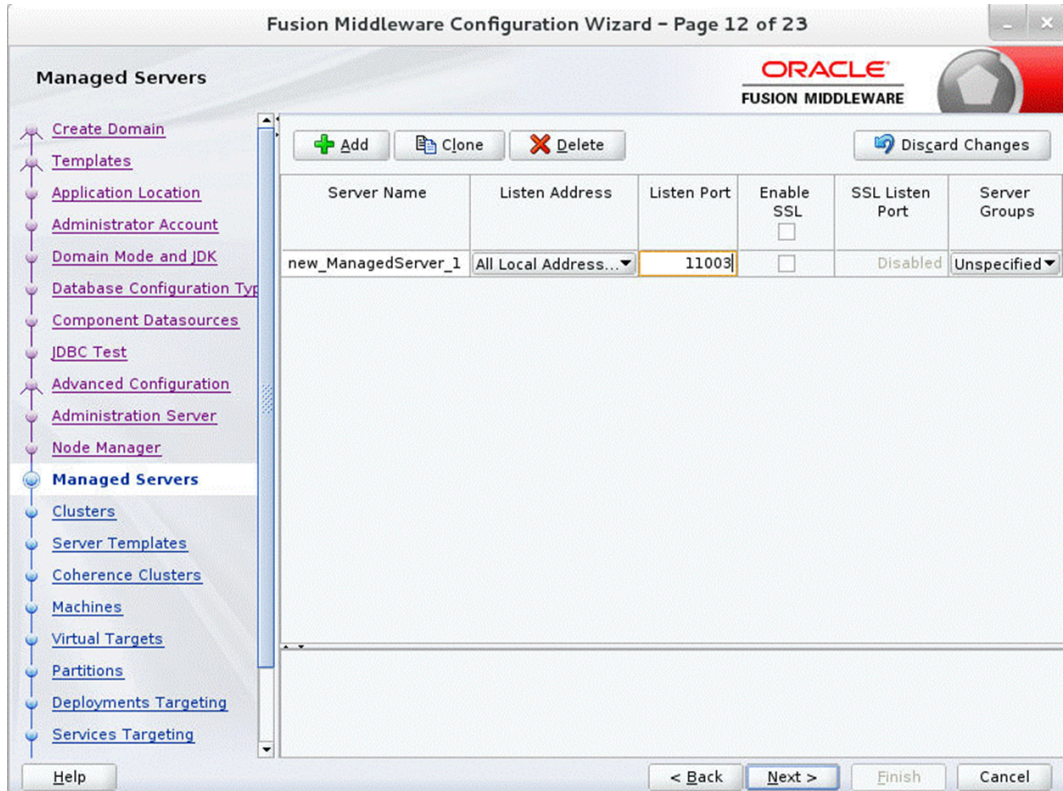 Fusion Middleware Configuration Wizard – Page 12 of 23
Managed Servers
ORACLE
FUSION MIDDLEWARE
Create Domain
Templates
Application Location
Administrator Account
Domain Mode and JDK
Database Configuration Typ
Component Datasources
JDBC Test
Advanced Configuration
Administration Server
Node Manager
Managed Servers
Clusters
Server Templates
Coherence Clusters
Machines
Virtual Targets
Partitions
Deployments Targeting
Services Targeting
Add Clone Delete Discard Changes
Server Name Listen Address Listen Port Enable SSL SSL Listen Port Server Groups
new_ManagedServer_1 All Local Address... 11003 Disabled Unspecified
Help < Back Next > Finish Cancel